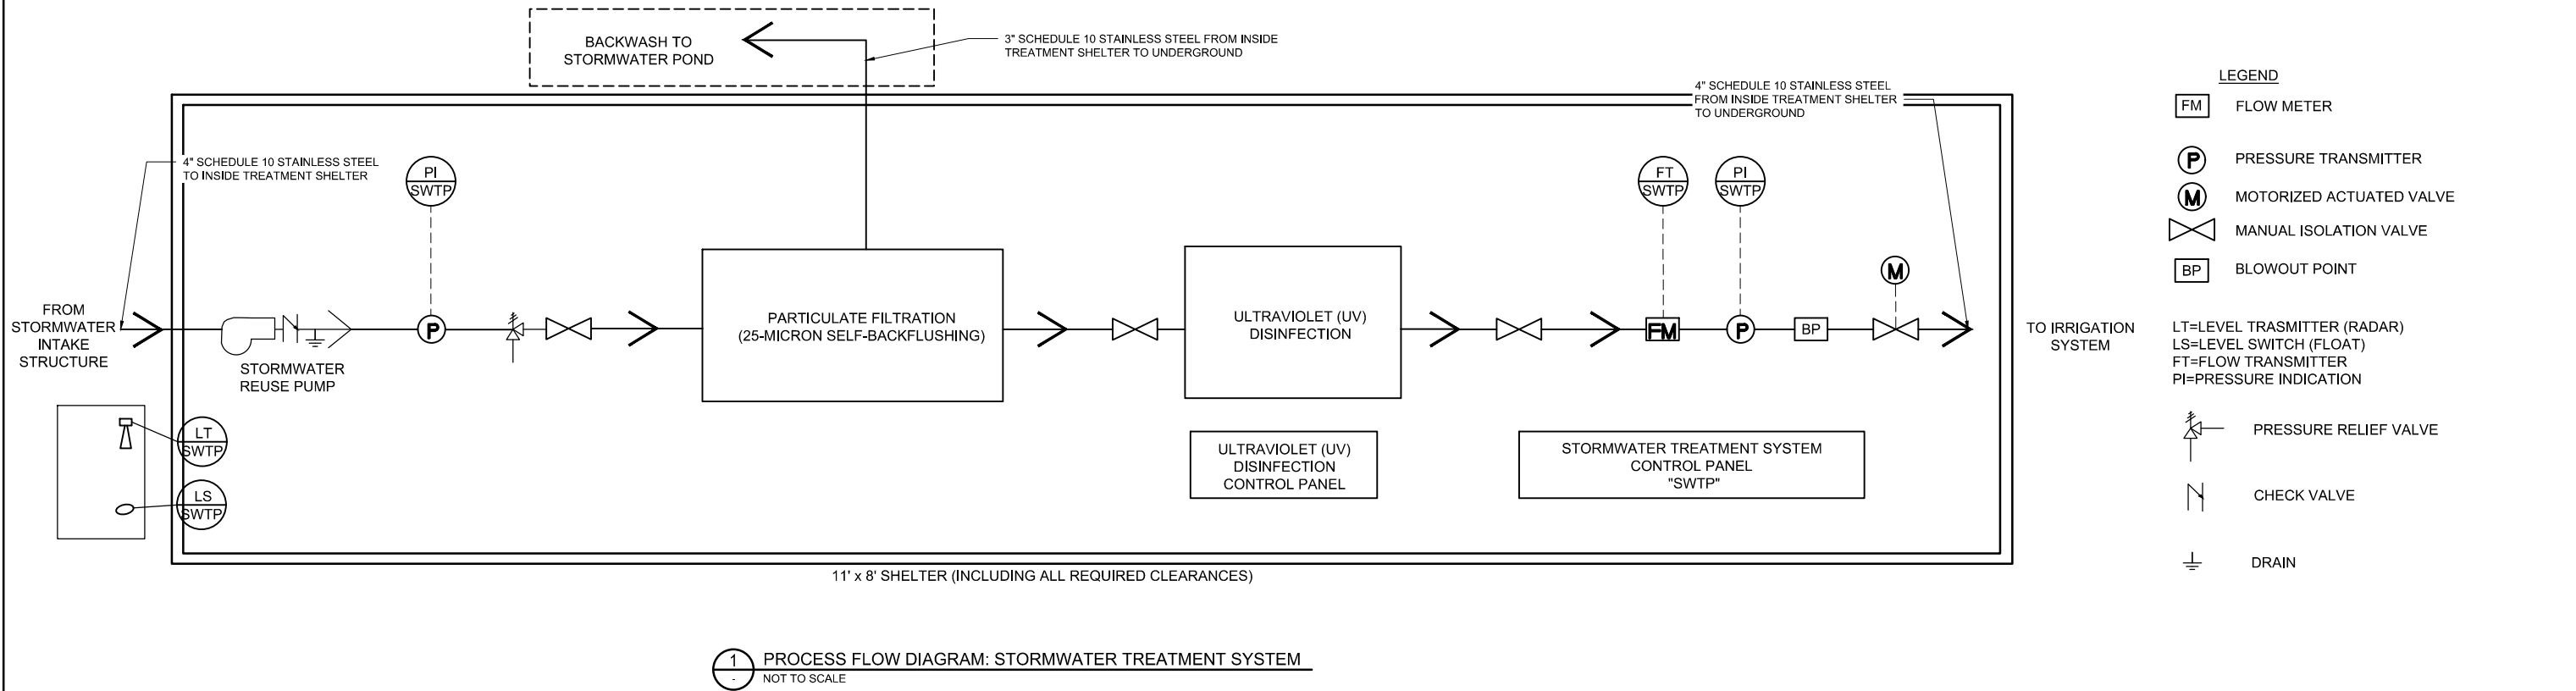 BACKWASH TO
STORMWATER POND
3" SCHEDULE 10 STAINLESS STEEL FROM INSIDE
TREATMENT SHELTER TO UNDERGROUND
4" SCHEDULE 10 STAINLESS STEEL
FROM INSIDE TREATMENT SHELTER
TO UNDERGROUND
4" SCHEDULE 10 STAINLESS STEEL
TO INSIDE TREATMENT SHELTER
PI
SWTP
FT
SWTP
PI
SWTP
FROM
STORMWATER
INTAKE
STRUCTURE
STORMWATER
REUSE PUMP
P
PARTICULATE FILTRATION
(25-MICRON SELF-BACKFLUSHING)
ULTRAVIOLET (UV)
DISINFECTION
FM
P
BP
M
TO IRRIGATION
SYSTEM
LT
SWTP
LS
SWTP
ULTRAVIOLET (UV)
DISINFECTION
CONTROL PANEL
STORMWATER TREATMENT SYSTEM
CONTROL PANEL
"SWTP"
11' x 8' SHELTER (INCLUDING ALL REQUIRED CLEARANCES)
LEGEND
FM FLOW METER
P PRESSURE TRANSMITTER
M MOTORIZED ACTUATED VALVE
MANUAL ISOLATION VALVE
BP BLOWOUT POINT
LT=LEVEL TRASMITTER (RADAR)
LS=LEVEL SWITCH (FLOAT)
FT=FLOW TRANSMITTER
PI=PRESSURE INDICATION
PRESSURE RELIEF VALVE
CHECK VALVE
DRAIN
1
-
PROCESS FLOW DIAGRAM: STORMWATER TREATMENT SYSTEM
NOT TO SCALE